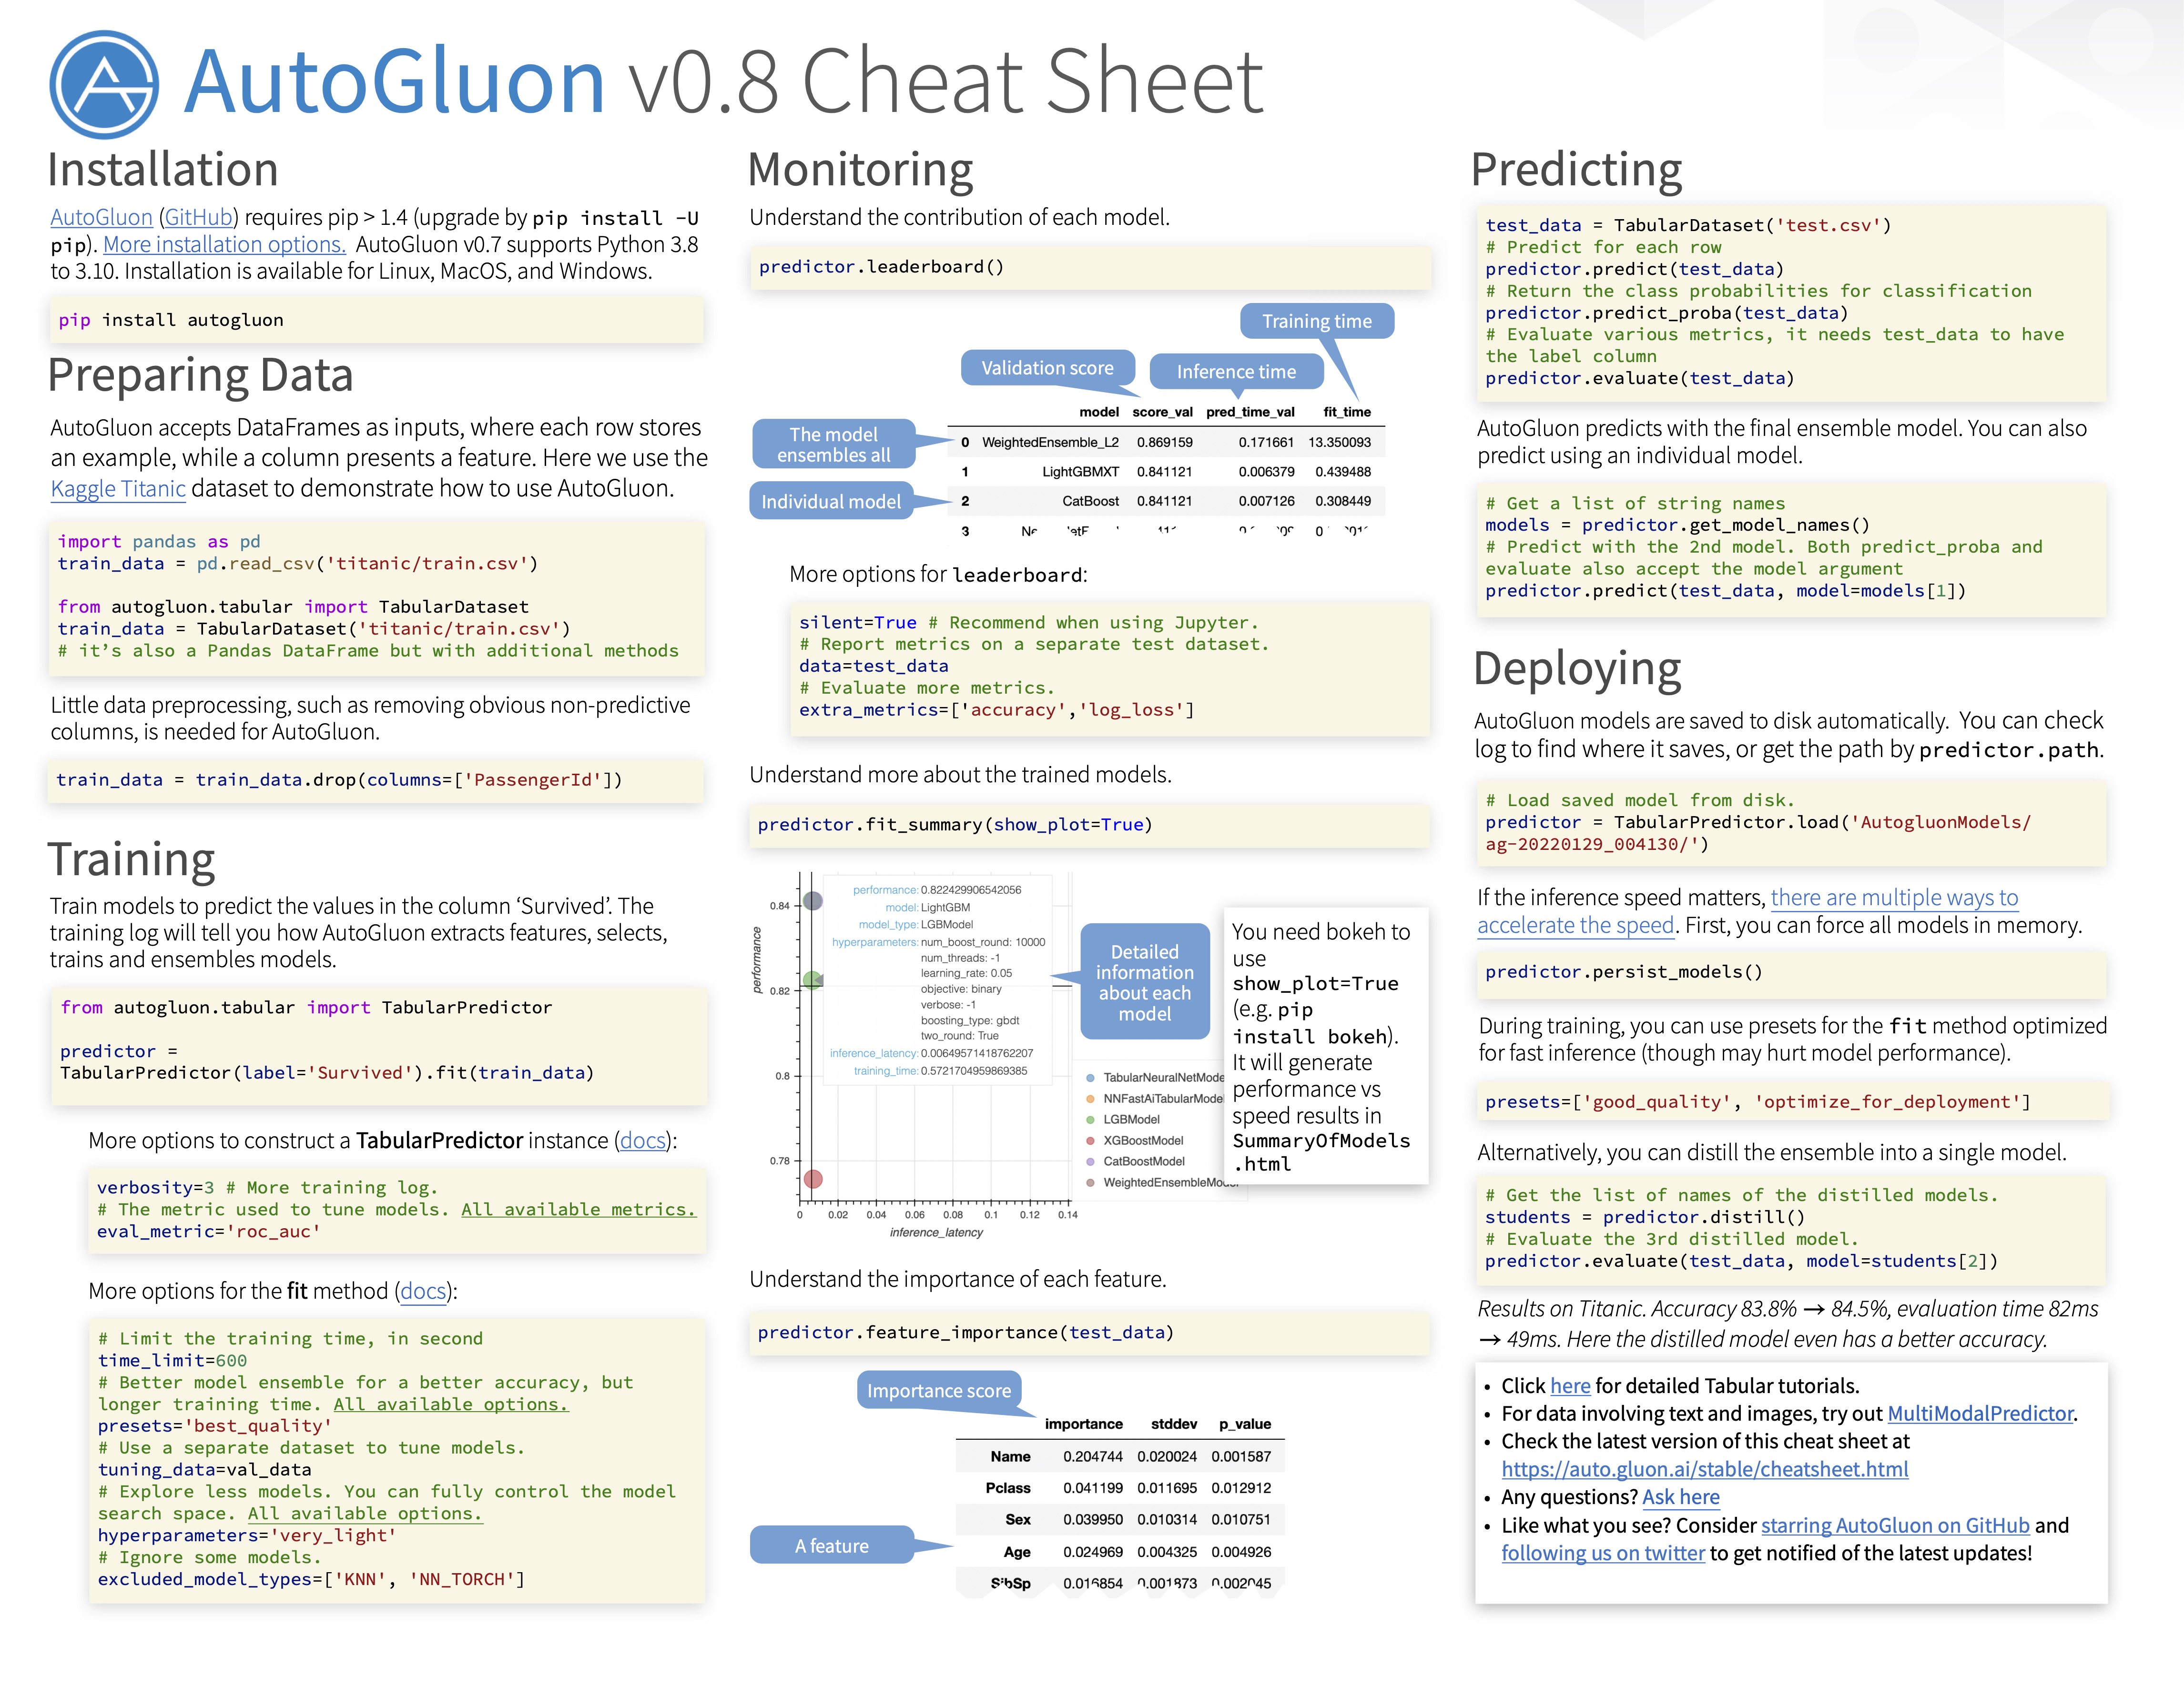 AutoGluon v0.8 Cheat Sheet
Installation
AutoGluon (GitHub) requires pip > 1.4 (upgrade by pip install -U
pip). More installation options. AutoGluon v0.7 supports Python 3.8
to 3.10. Installation is available for Linux, MacOS, and Windows.
pip install autogluon
Preparing Data
AutoGluon accepts DataFrames as inputs, where each row stores
an example, while a column presents a feature. Here we use the
Kaggle Titanic dataset to demonstrate how to use AutoGluon.
import pandas as pd
train_data = pd.read_csv('titanic/train.csv')
from autogluon.tabular import TabularDataset
train_data = TabularDataset('titanic/train.csv')
# it’s also a Pandas DataFrame but with additional methods
Little data preprocessing, such as removing obvious non-predictive
columns, is needed for AutoGluon.
train_data = train_data.drop(columns=['PassengerId'])
Training
Train models to predict the values in the column ‘Survived’. The
training log will tell you how AutoGluon extracts features, selects,
trains and ensembles models.
from autogluon.tabular import TabularPredictor
predictor =
TabularPredictor(label='Survived').fit(train_data)
More options to construct a TabularPredictor instance (docs):
verbosity=3 # More training log.
# The metric used to tune models. All available metrics.
eval_metric='roc_auc'
More options for the fit method (docs):
# Limit the training time, in second
time_limit=600
# Better model ensemble for a better accuracy, but
longer training time. All available options.
presets='best_quality'
# Use a separate dataset to tune models.
tuning_data=val_data
# Explore less models. You can fully control the model
search space. All available options.
hyperparameters='very_light'
# Ignore some models.
excluded_model_types=['KNN', 'NN_TORCH']
Monitoring
Understand the contribution of each model.
predictor.leaderboard()
Training time
Validation score
Inference time
model score_val pred_time_val fit_time
The model
ensembles all
0 WeightedEnsemble_L2 0.869159 0.171661 13.350093
1 LightGBMXT 0.841121 0.006379 0.439488
Individual model
2 CatBoost 0.841121 0.007126 0.308449
3
More options for leaderboard:
silent=True # Recommend when using Jupyter.
# Report metrics on a separate test dataset.
data=test_data
# Evaluate more metrics.
extra_metrics=['accuracy','log_loss']
Understand more about the trained models.
predictor.fit_summary(show_plot=True)
performance
0.84
0.82
0.8
0.78
0 0.02 0.04 0.06 0.08 0.1 0.12 0.14
inference_latency
performance: 0.822429906542056
model: LightGBM
model_type: LGBModel
hyperparameters: num_boost_round: 10000
num_threads: -1
learning_rate: 0.05
objective: binary
verbose: -1
boosting_type: gbdt
two_round: True
inference_latency: 0.00649571418762207
training_time: 0.5721704959869385
Detailed
information
about each
model
TabularNeuralNetMode
NNFastAiTabularMode
LGBModel
XGBoostModel
CatBoostModel
WeightedEnsembleModel
You need bokeh to
use
show_plot=True
(e.g. pip
install bokeh).
It will generate
performance vs
speed results in
SummaryOfModels
.html
Understand the importance of each feature.
predictor.feature_importance(test_data)
Importance score
importance stddev p_value
Name 0.204744 0.020024 0.001587
Pclass 0.041199 0.011695 0.012912
Sex 0.039950 0.010314 0.010751
A feature
Age 0.024969 0.004325 0.004926
SibSp 0.016854 0.001873 0.002045
Predicting
test_data = TabularDataset('test.csv')
# Predict for each row
predictor.predict(test_data)
# Return the class probabilities for classification
predictor.predict_proba(test_data)
# Evaluate various metrics, it needs test_data to have
the label column
predictor.evaluate(test_data)
AutoGluon predicts with the final ensemble model. You can also
predict using an individual model.
# Get a list of string names
models = predictor.get_model_names()
# Predict with the 2nd model. Both predict_proba and
evaluate also accept the model argument
predictor.predict(test_data, model=models[1])
Deploying
AutoGluon models are saved to disk automatically. You can check
log to find where it saves, or get the path by predictor.path.
# Load saved model from disk.
predictor = TabularPredictor.load('AutogluonModels/
ag-20220129_004130/')
If the inference speed matters, there are multiple ways to
accelerate the speed. First, you can force all models in memory.
predictor.persist_models()
During training, you can use presets for the fit method optimized
for fast inference (though may hurt model performance).
presets=['good_quality', 'optimize_for_deployment']
Alternatively, you can distill the ensemble into a single model.
# Get the list of names of the distilled models.
students = predictor.distill()
# Evaluate the 3rd distilled model.
predictor.evaluate(test_data, model=students[2])
Results on Titanic. Accuracy 83.8% → 84.5%, evaluation time 82ms
→ 49ms. Here the distilled model even has a better accuracy.
• Click here for detailed Tabular tutorials.
• For data involving text and images, try out MultiModalPredictor.
• Check the latest version of this cheat sheet at
https://auto.gluon.ai/stable/cheatsheet.html
• Any questions? Ask here
• Like what you see? Consider starring AutoGluon on GitHub and
following us on twitter to get notified of the latest updates!